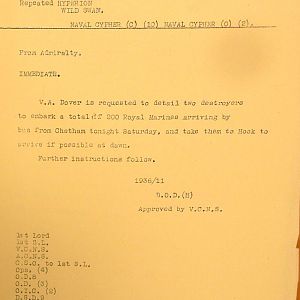 Repeated HYPERION
WILD SWAN.
NAVAL CYPHER (C) (10) NAVAL CYPHER (C) (2).
From Admiralty.
IMMEDIATE.
V.A. Dover is requested to detail two destroyers
to embark a total of 200 Royal Marines arriving by
bus from Chatham tonight Saturday, and take them to Hook to
arrive if possible at dawn.
Further instructions follow.
1936/11
D.O.D.(H)
Approved by V.C.N.S.
1st Lord
1st S.L.
V.C.N.S.
A.C.N.S.
C.S.O. to 1st S.L.
Ops. (4)
O.D.B
O.D. (3)
O.I.C. (2)
D.S.D.9